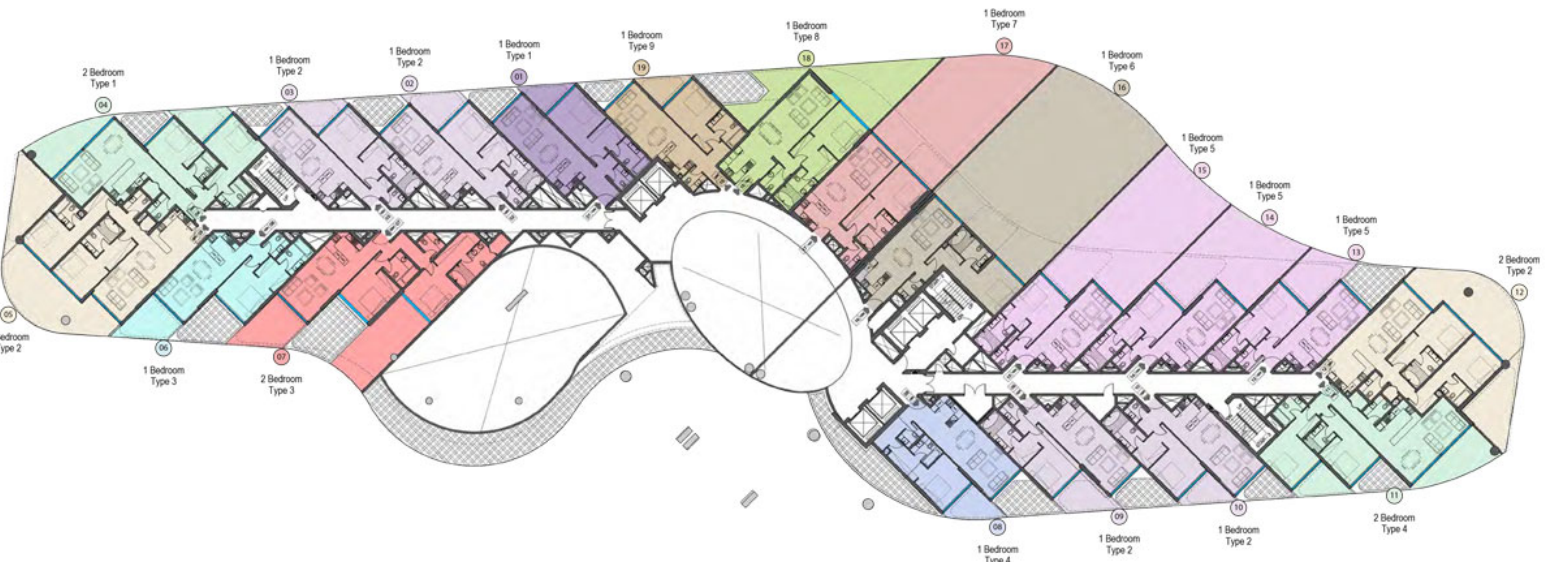 1 Bedroom
Type 7
17
1 Bedroom
Type 8
18
1 Bedroom
Type 9
19
1 Bedroom
Type 1
01
1 Bedroom
Type 2
02
1 Bedroom
Type 2
03
2 Bedroom
Type 1
04
1 Bedroom
Type 6
16
1 Bedroom
Type 5
15
1 Bedroom
Type 5
14
1 Bedroom
Type 5
13
2 Bedroom
Type 2
12
05
edroom
ype 2
06
1 Bedroom
Type 3
07
2 Bedroom
Type 3
08
1 Bedroom
Type 4
09
1 Bedroom
Type 2
10
1 Bedroom
Type 2
11
2 Bedroom
Type 4